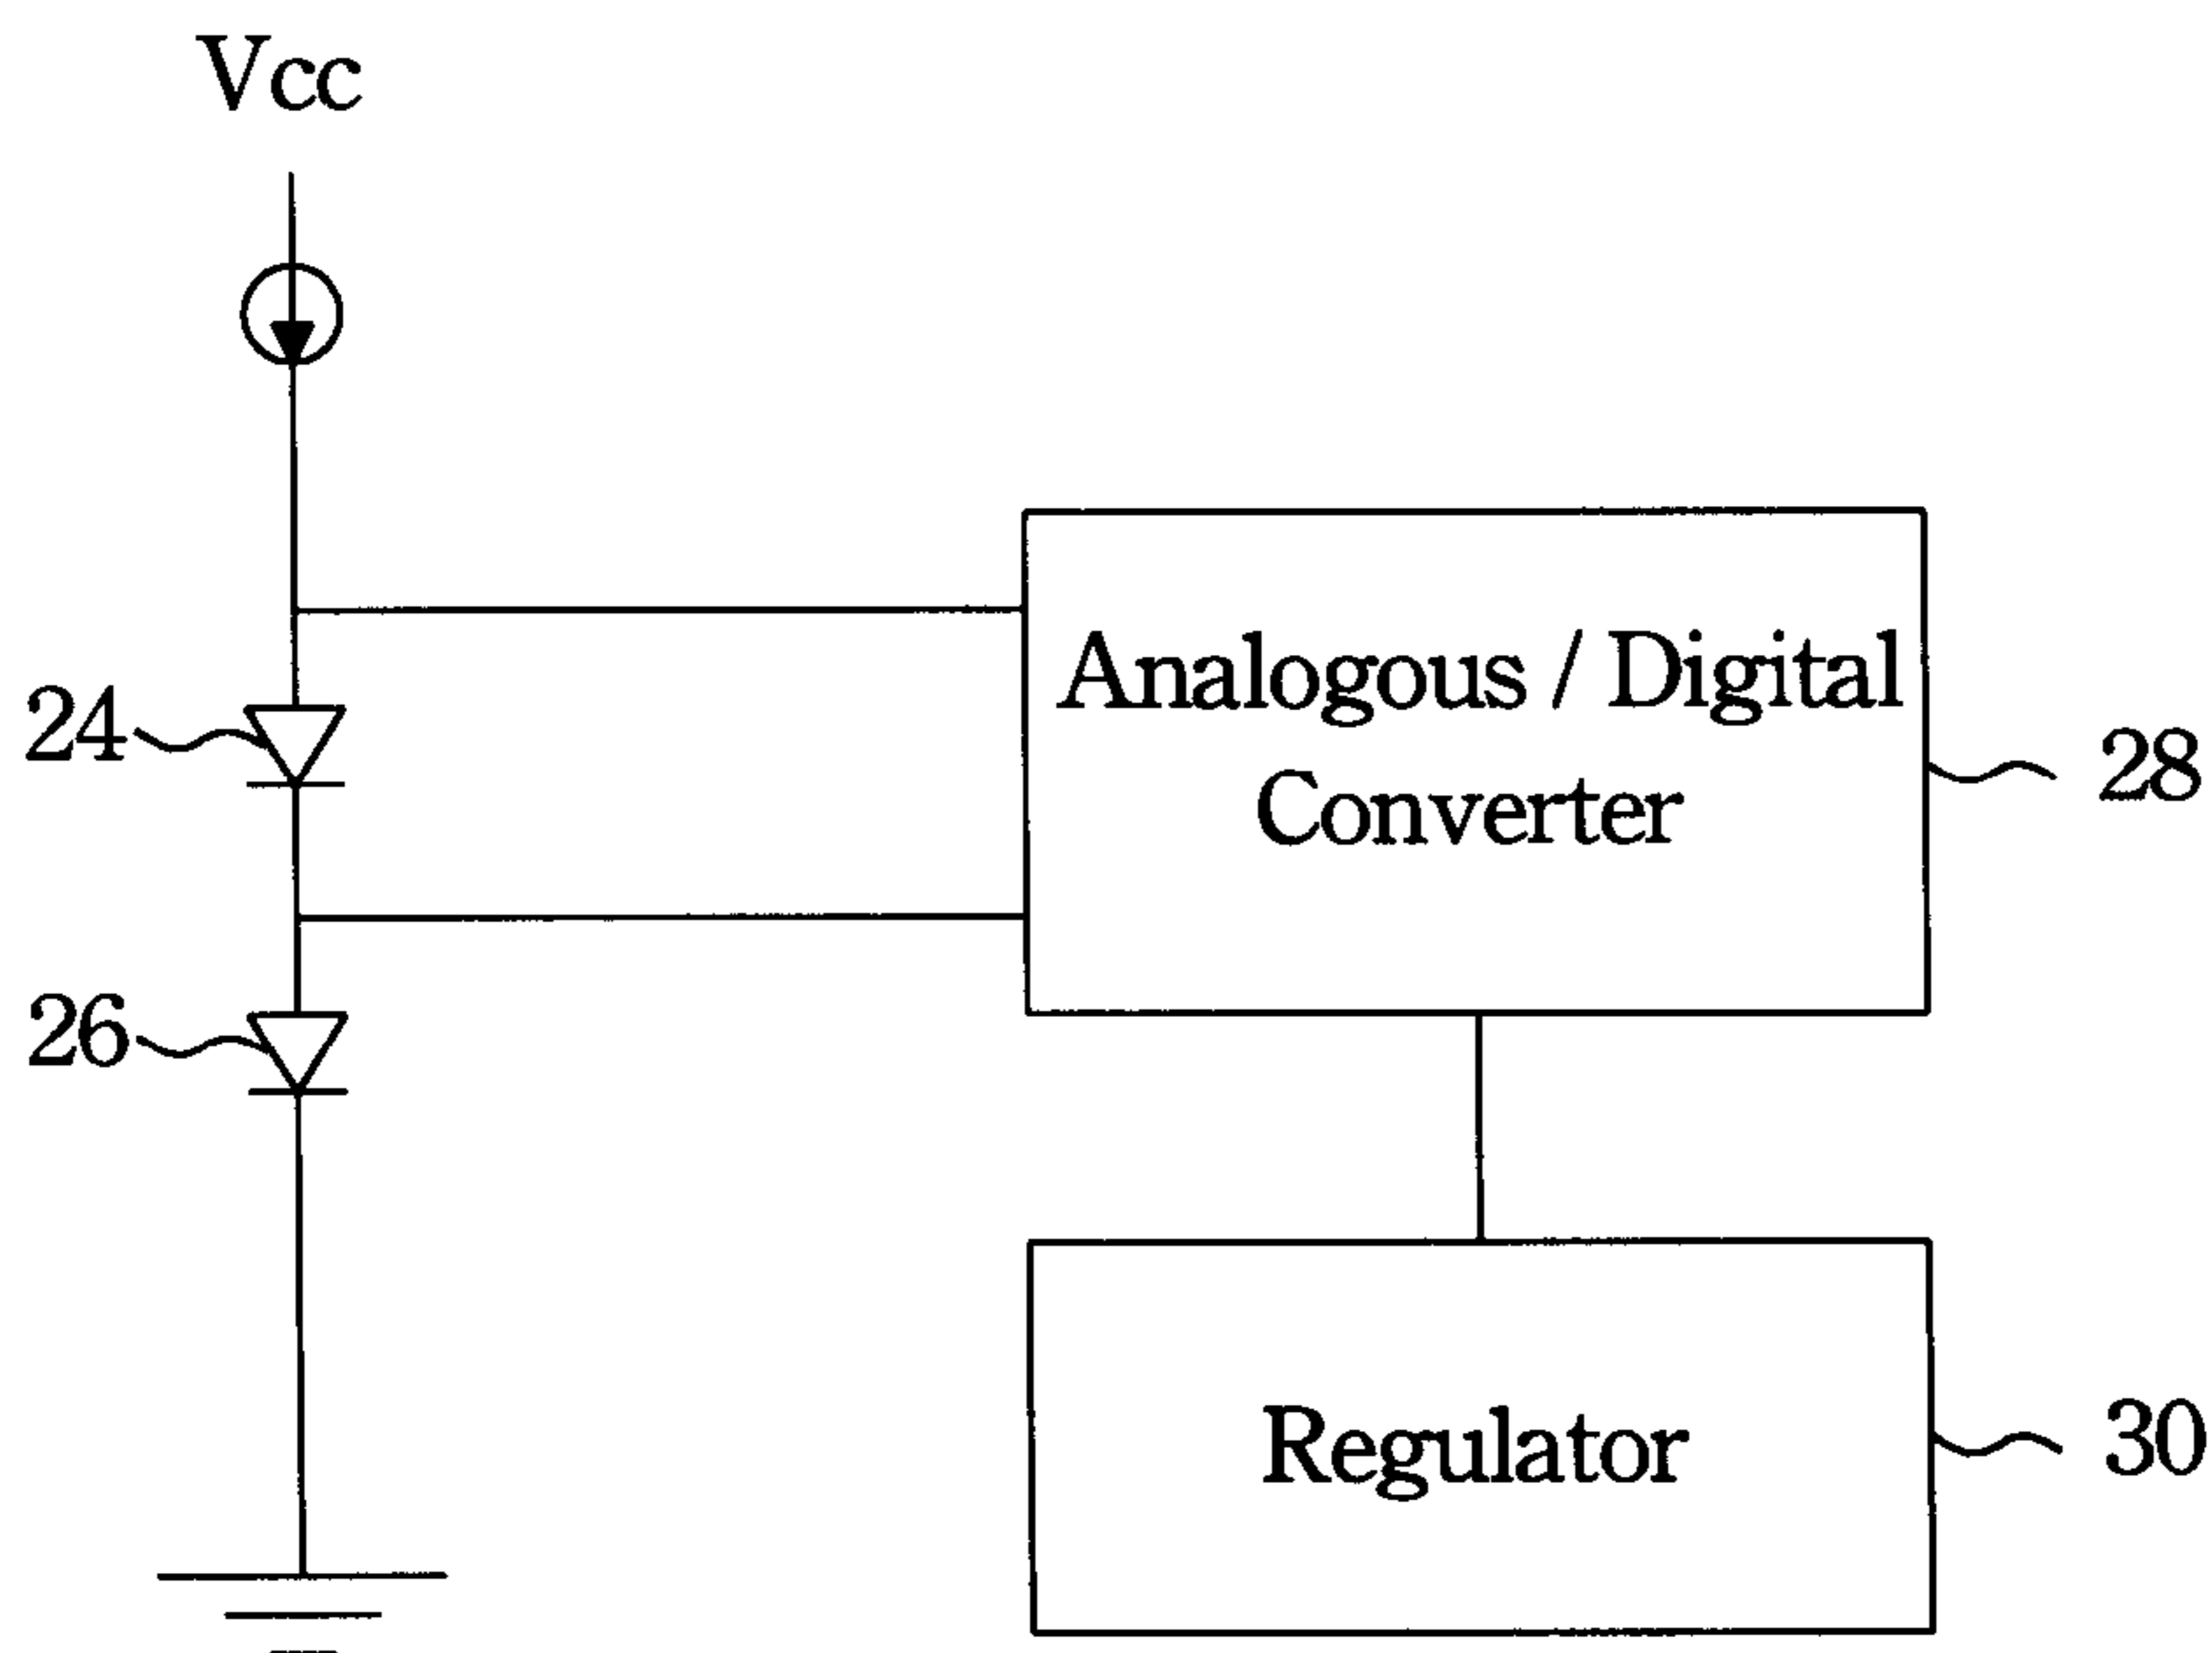 Vcc
24
Analogous / Digital
Converter
28
26
Regulator
30